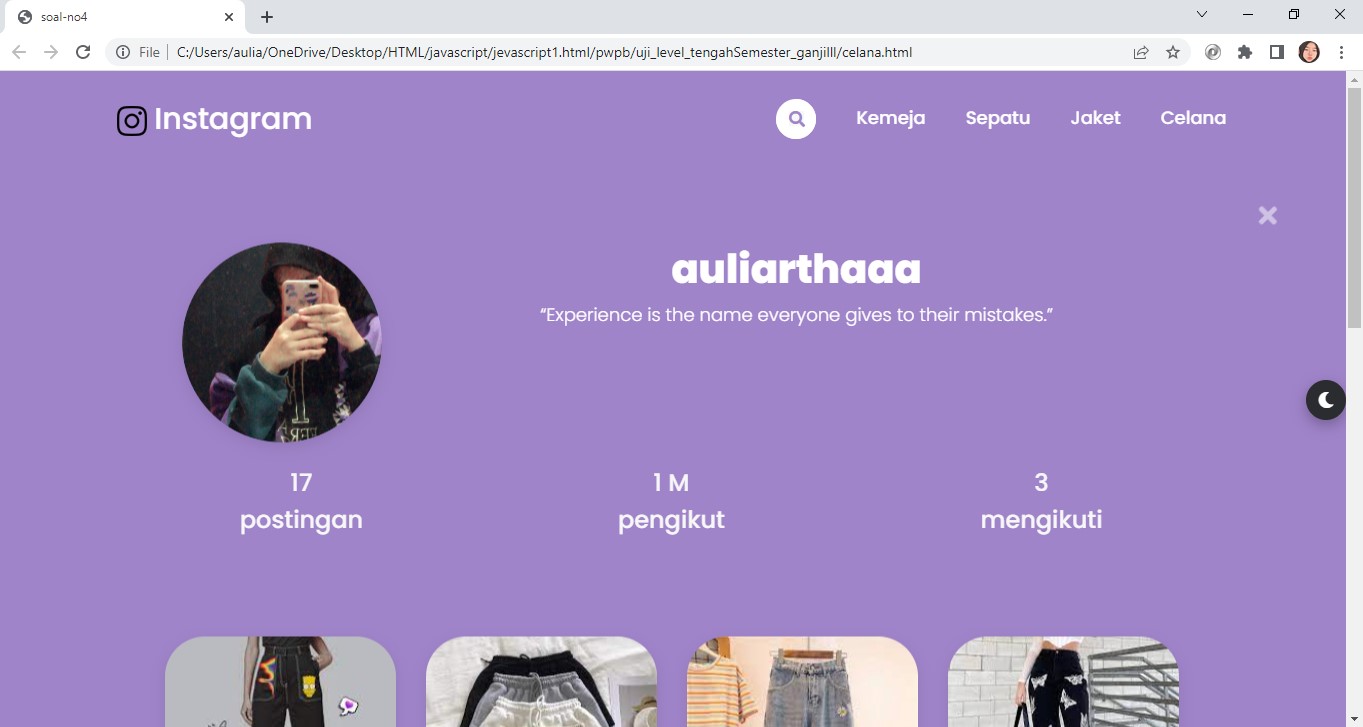 soal-no4
File
C:/Users/aulia/OneDrive/Desktop/HTML/javascript/jevascript1.html/pwpb/uji_level_tengahSemester_ganjilIII/celana.html
Instagram
Kemeja Sepatu Jaket Celana
auliarthaaa
“Experience is the name everyone gives to their mistakes.”
17 1 M 3
postingan pengikut mengikuti